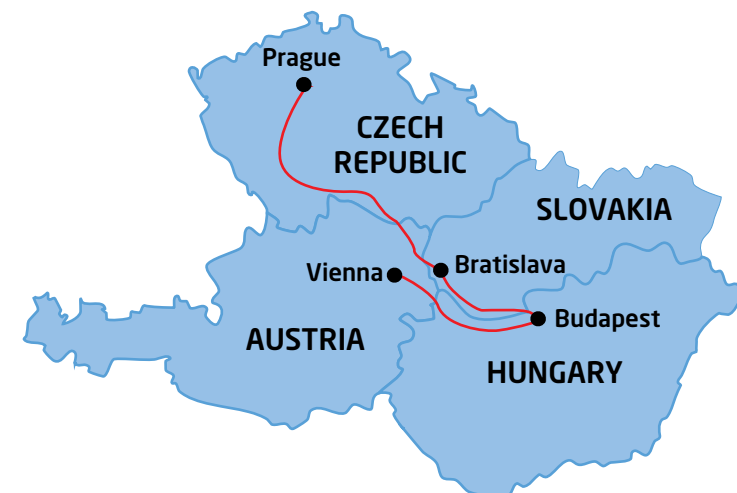 Prague
CZECH
REPUBLIC
SLOVAKIA
Bratislava
Vienna
Budapest
AUSTRIA
HUNGARY